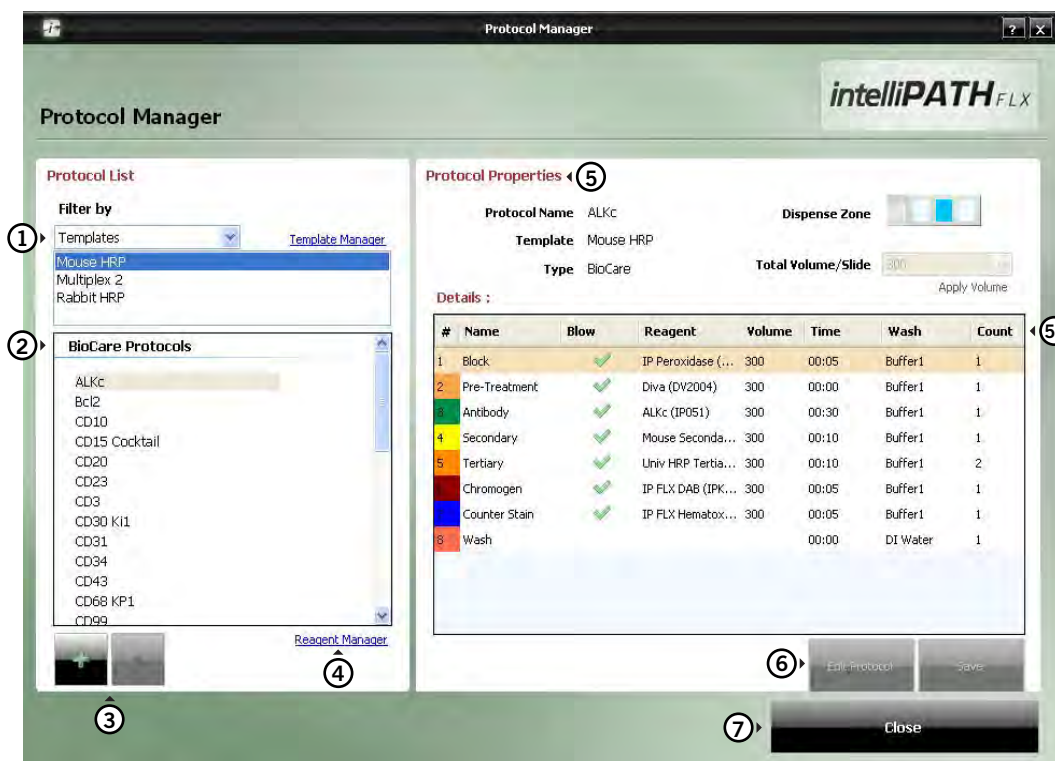 Protocol Manager
? X
intelliPATH FLX
Protocol Manager
Protocol List
Filter by
1 Templates Template Manager
Mouse HRP
Multiplex 2
Rabbit HRP
2 BioCare Protocols
ALKc
Bcl2
CD10
CD15 Cocktail
CD20
CD23
CD3
CD30 Ki1
CD31
CD34
CD43
CD68 KP1
CD99
+
Reagent Manager
3
4
Protocol Properties 5
Protocol Name ALKc Dispense Zone
Template Mouse HRP
Type BioCare Total Volume/Slide 300
Apply Volume
Details :
# Name Blow Reagent Volume Time Wash Count 5
1 Block IP Peroxidase (... 300 00:05 Buffer1 1
2 Pre-Treatment Diva (DV2004) 300 00:00 Buffer1 1
3 Antibody ALKc (IP051) 300 00:30 Buffer1 1
4 Secondary Mouse Seconda... 300 00:10 Buffer1 1
5 Tertiary Univ HRP Tertia... 300 00:10 Buffer1 2
Chromogen IP FLX DAB (IPK... 300 00:05 Buffer1 1
Counter Stain IP FLX Hematox... 300 00:05 Buffer1 1
8 Wash 00:00 DI Water 1
6 Edit Protocol Save
7 Close